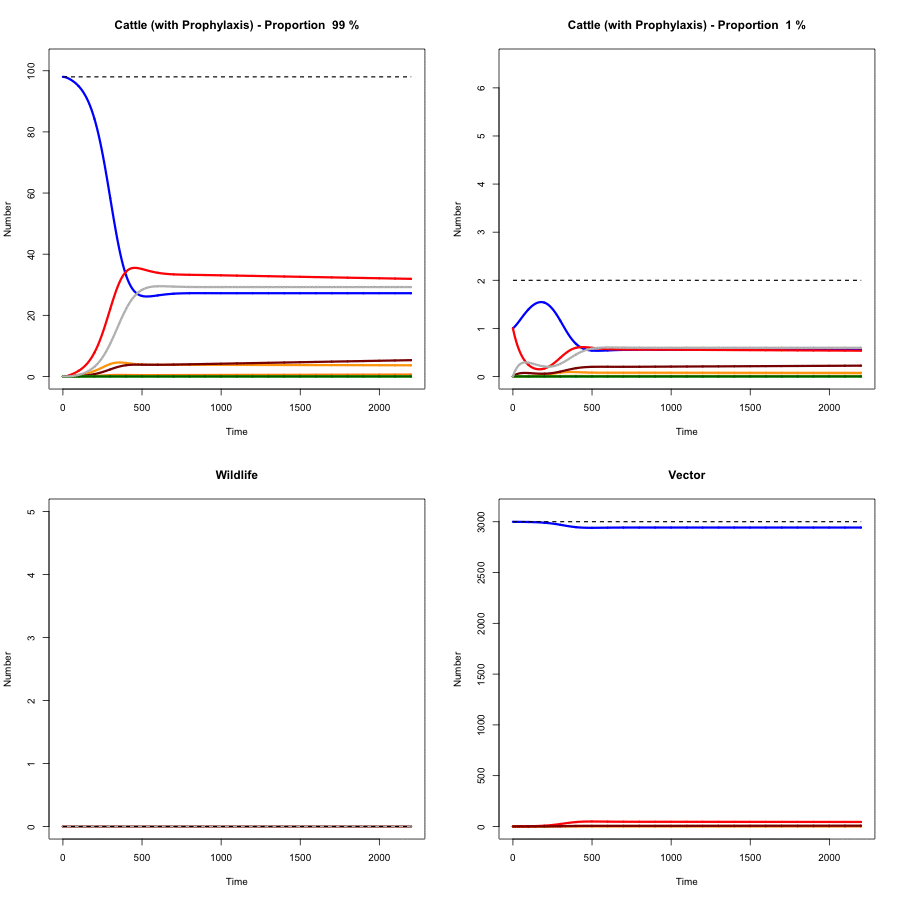 Cattle (with Prophylaxis) - Proportion  99 %
Number
0 20 40 60 80 100
0 500 1000 1500 2000
Time
Cattle (with Prophylaxis) - Proportion  1 %
Number
0 1 2 3 4 5 6
0 500 1000 1500 2000
Time
Wildlife
Number
0 1 2 3 4 5
0 500 1000 1500 2000
Time
Vector
Number
0 500 1000 1500 2000 2500 3000
0 500 1000 1500 2000
Time